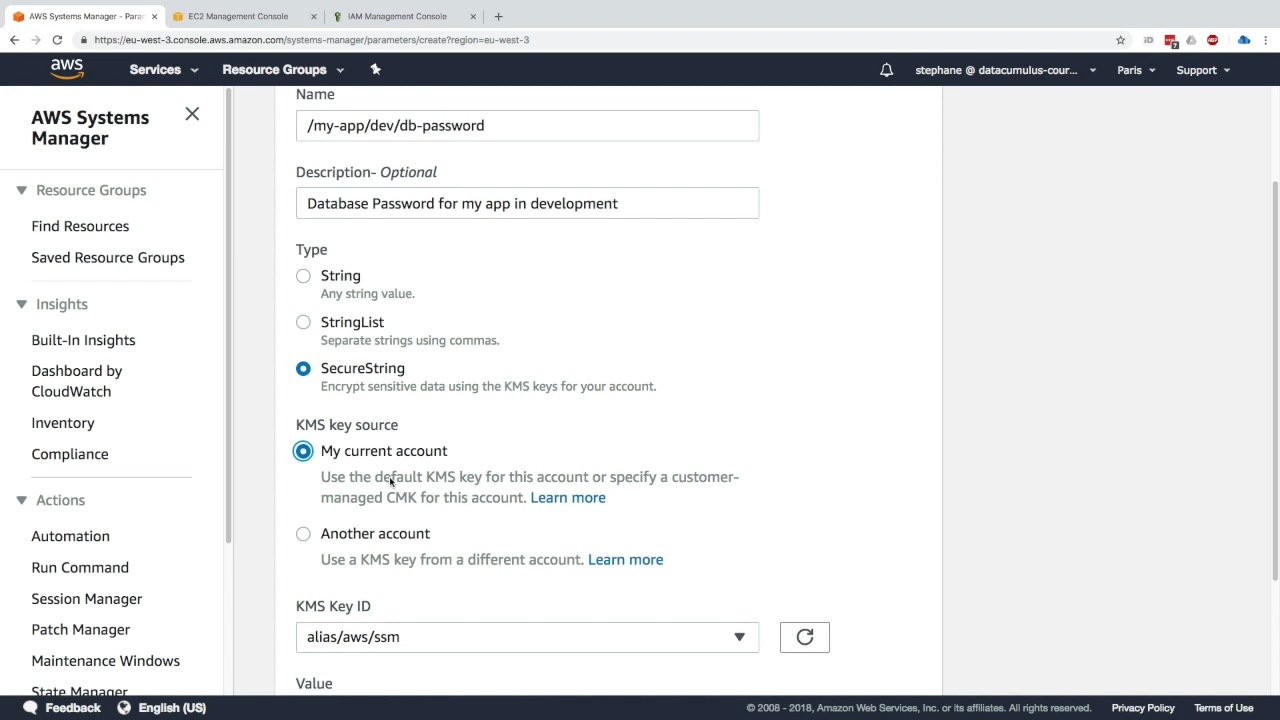 AWS Systems Manager - Para
EC2 Management Console
IAM Management Console
https://eu-west-3.console.aws.amazon.com/systems-manager/parameters/create?region=eu-west-3
iD
7
ABP
aws
Services
Resource Groups
stephane @ datacumulus-cour...
Paris
Support
AWS Systems
Manager
Resource Groups
Find Resources
Saved Resource Groups
Insights
Built-In Insights
Dashboard by
CloudWatch
Inventory
Compliance
Actions
Automation
Run Command
Session Manager
Patch Manager
Maintenance Windows
State Manager
Name
/my-app/dev/db-password
Description- Optional
Database Password for my app in development
Type
String
Any string value.
StringList
Separate strings using commas.
SecureString
Encrypt sensitive data using the KMS keys for your account.
KMS key source
My current account
Use the default KMS key for this account or specify a customer-
managed CMK for this account. Learn more
Another account
Use a KMS key from a different account. Learn more
KMS Key ID
alias/aws/ssm
Value
Feedback
English (US)
© 2008 - 2018, Amazon Web Services, Inc. or its affiliates. All rights reserved.
Privacy Policy
Terms of Use